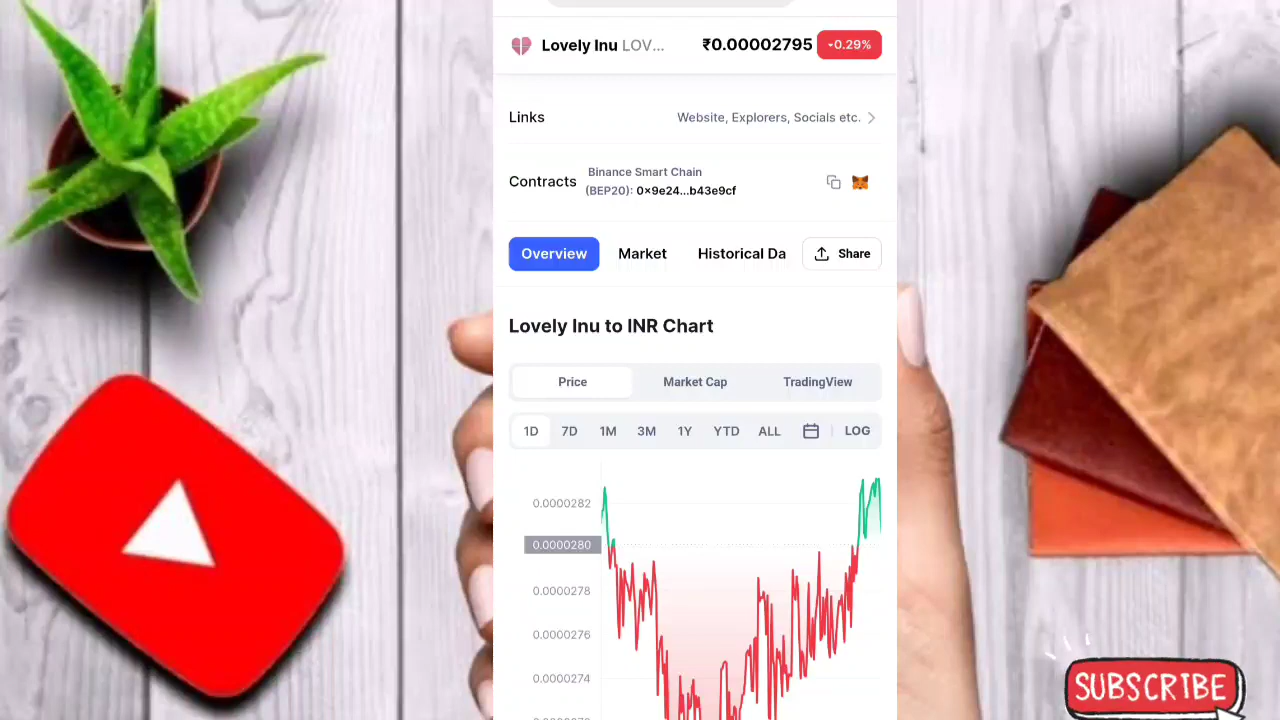 Lovely Inu LOV... ₹0.00002795 0.29%
Links Website, Explorers, Socials etc.
Contracts Binance Smart Chain
(BEP20): 0x9e24...b43e9cf
Overview Market Historical Da Share
Lovely Inu to INR Chart
Price Market Cap TradingView
1D 7D 1M 3M 1Y YTD ALL LOG
0.0000282
0.0000280
0.0000278
0.0000276
0.0000274
SUBSCRIBE